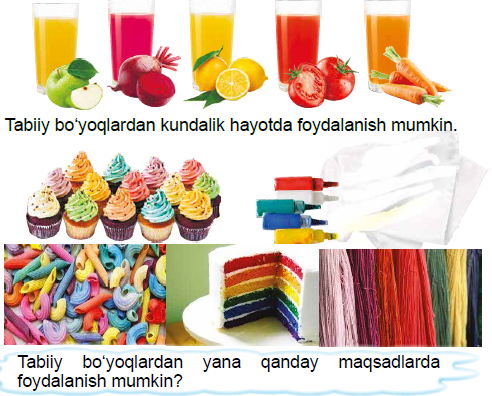 Tabiiy bo‘yoqlardan kundalik hayotda foydalanish mumkin.
Tabiiy bo‘yoqlardan yana qanday maqsadlarda
foydalanish mumkin?